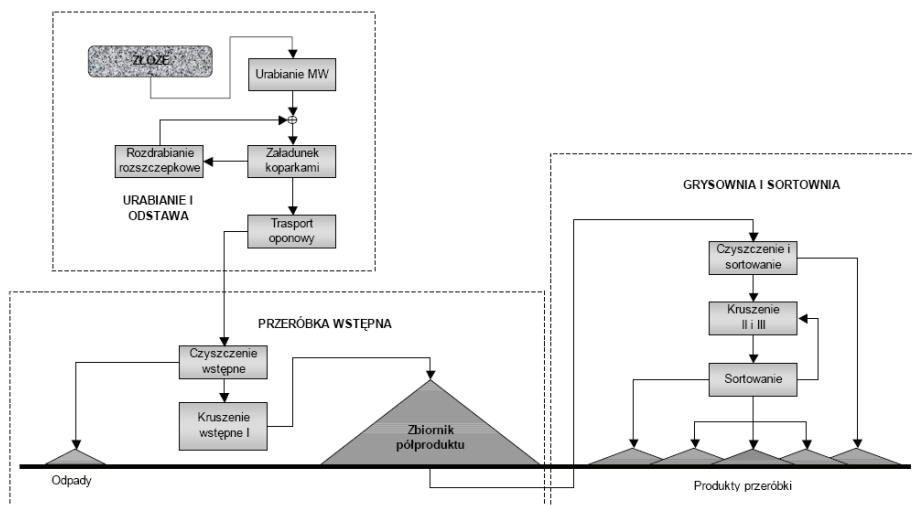 ZŁOŻE
Urabianie MW
Rozdrabianie
rozszczepkowe
Załadunek
koparkami
URABIANIE I
ODSTAWA
Trasport
oponowy
PRZERÓBKA WSTĘPNA
Czyszczenie
wstępne
Kruszenie
wstępne I
Zbiornik
półproduktu
Odpady
GRYSOWNIA I SORTOWNIA
Czyszczenie i
sortowanie
Kruszenie
II i III
Sortowanie
Produkty przeróbki